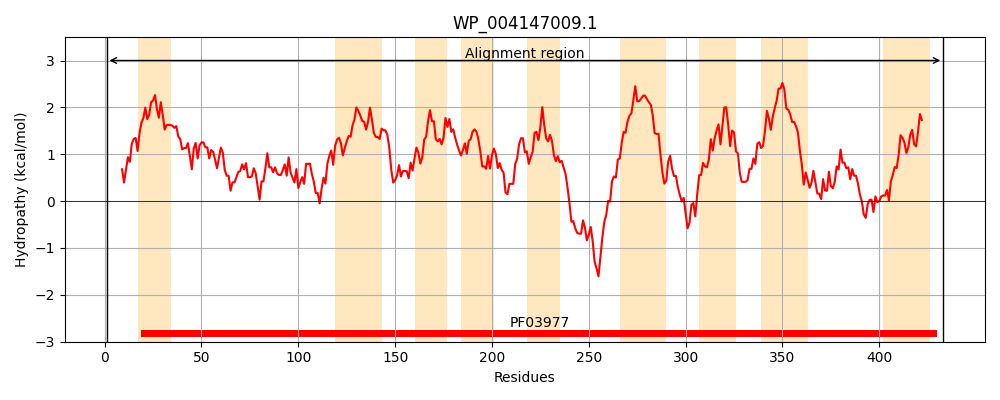 WP_004147009.1
Alignment region
3
2
1
0
−1
−2
−3
Hydropathy (kcal/mol)
PF03977
0 50 100 150 200 250 300 350 400
Residues